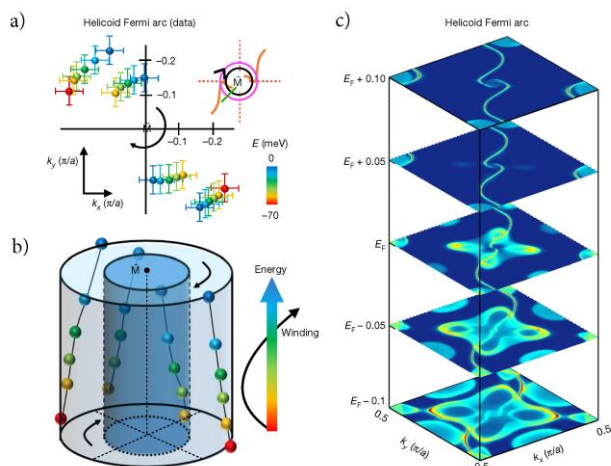 a)
Helicoid Fermi arc (data)
−0.2
−0.1
M̄
M̄
−0.1
−0.2
E (meV)
0
−70
k_y (π/a)
k_x (π/a)
b)
M̄
Energy
Winding
c)
Helicoid Fermi arc
E_F + 0.10
E_F + 0.05
E_F
E_F − 0.05
E_F − 0.1
0.5
k_y (π/a)
0.5
k_x (π/a)
0.5